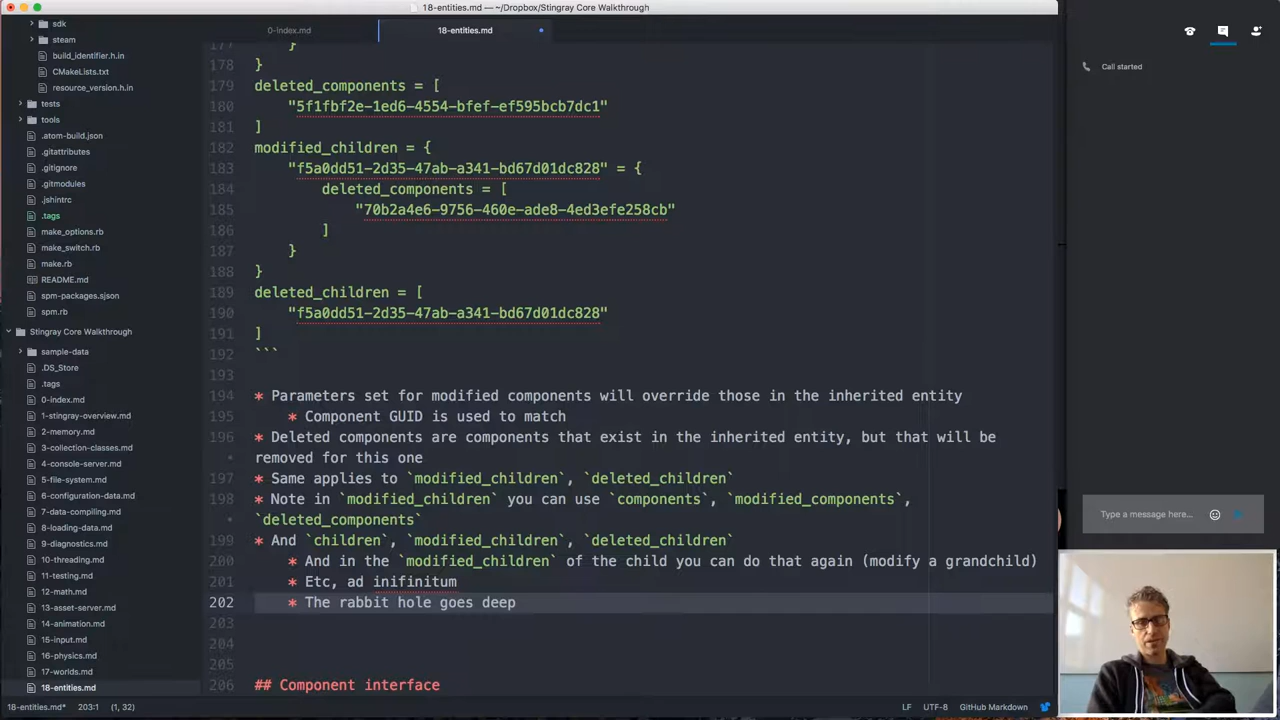 18-entities.md — ~/Dropbox/Stingray Core Walkthrough
sdk
steam
build_identifier.h.in
CMakeLists.txt
resource_version.h.in
tests
tools
.atom-build.json
.gitattributes
.gitignore
.gitmodules
.jshintrc
.tags
make_options.rb
make_switch.rb
make.rb
README.md
spm-packages.sjson
spm.rb
Stingray Core Walkthrough
sample-data
.DS_Store
.tags
0-index.md
1-stingray-overview.md
2-memory.md
3-collection-classes.md
4-console-server.md
5-file-system.md
6-configuration-data.md
7-data-compiling.md
8-loading-data.md
9-diagnostics.md
10-threading.md
11-testing.md
12-math.md
13-asset-server.md
14-animation.md
15-input.md
16-physics.md
17-worlds.md
18-entities.md
0-index.md
18-entities.md
177 }
178 }
179 deleted_components = [
180 "5f1fbf2e-1ed6-4554-bfef-ef595bcb7dc1"
181 ]
182 modified_children = {
183 "f5a0dd51-2d35-47ab-a341-bd67d01dc828" = {
184 deleted_components = [
185 "70b2a4e6-9756-460e-ade8-4ed3efe258cb"
186 ]
187 }
188 }
189 deleted_children = [
190 "f5a0dd51-2d35-47ab-a341-bd67d01dc828"
191 ]
192 ```
193
194 * Parameters set for modified components will override those in the inherited entity
195 * Component GUID is used to match
196 * Deleted components are components that exist in the inherited entity, but that will be
• removed for this one
197 * Same applies to `modified_children`, `deleted_children`
198 * Note in `modified_children` you can use `components`, `modified_components`,
• `deleted_components`
199 * And `children`, `modified_children`, `deleted_children`
200 * And in the `modified_children` of the child you can do that again (modify a grandchild)
201 * Etc, ad inifinitum
202 * The rabbit hole goes deep
203
204
205
206 ## Component interface
18-entities.md* 203:1 (1, 32)
LF UTF-8 GitHub Markdown
Call started
Type a message here...